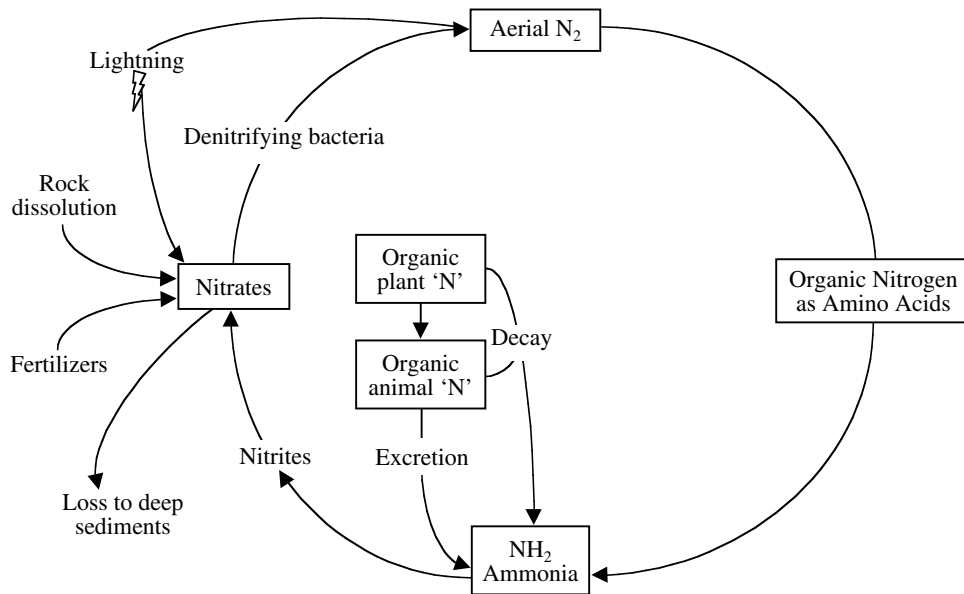 Aerial N₂
Lightning
Denitrifying bacteria
Rock
dissolution
Nitrates
Fertilizers
Organic
plant ‘N’
Decay
Organic
animal ‘N’
Organic Nitrogen
as Amino Acids
Nitrites
Excretion
Loss to deep
sediments
NH₂
Ammonia